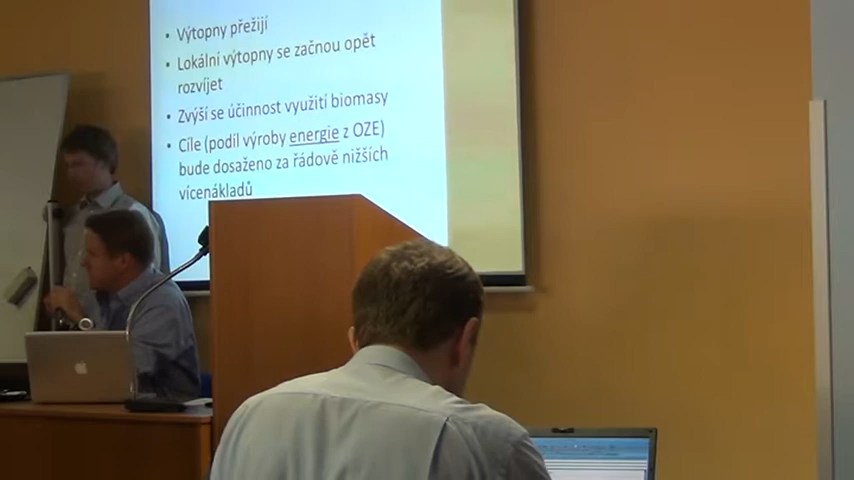 • Výtopny přežijí
• Lokální výtopny se začnou opět
rozvíjet
• Zvýší se účinnost využití biomasy
• Cíle (podíl výroby energie z OZE)
bude dosaženo za řádově nižších
vícenákladů